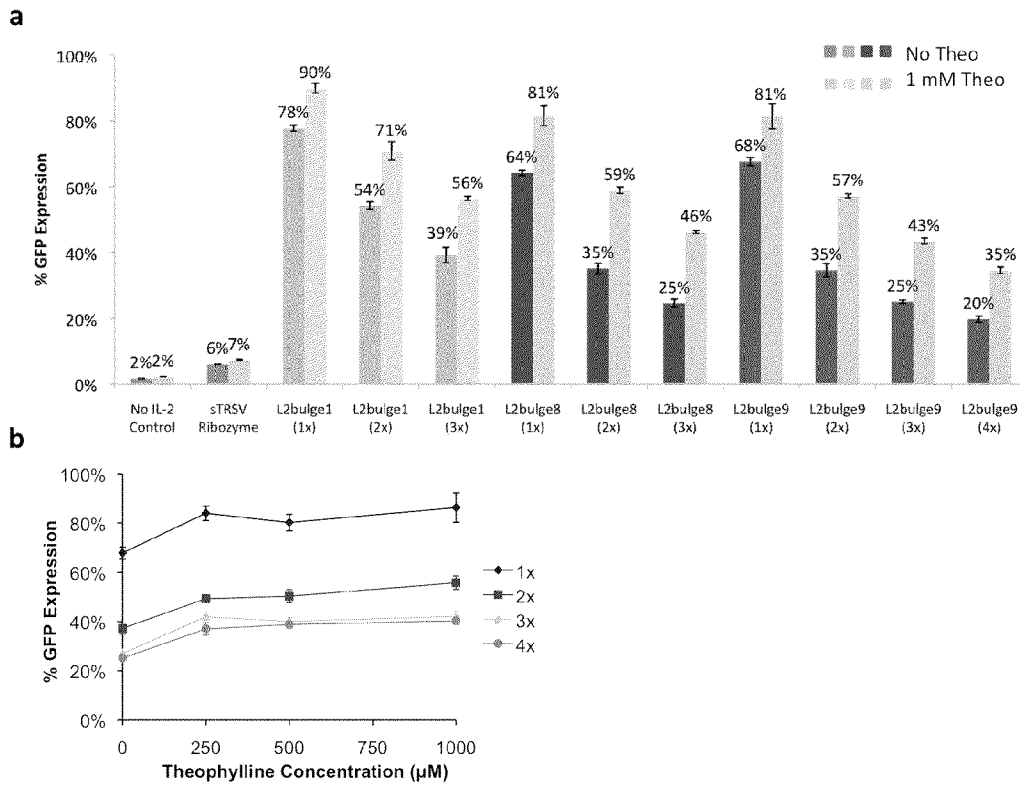 a
100%
80%
60%
40%
20%
0%
% GFP Expression
No Theo
1 mM Theo
2% 2% 6% 7% 78% 90% 54% 71% 39% 56% 64% 81% 35% 59% 25% 46% 68% 81% 35% 57% 25% 43% 20% 35%
No IL-2 sTRSV L2bulge1 L2bulge1 L2bulge1 L2bulge8 L2bulge8 L2bulge8 L2bulge9 L2bulge9 L2bulge9 L2bulge9
Control Ribozyme (1x) (2x) (3x) (1x) (2x) (3x) (1x) (2x) (3x) (4x)
b
100%
80%
60%
40%
20%
0%
% GFP Expression
1x
2x
3x
4x
0 250 500 750 1000
Theophylline Concentration (µM)